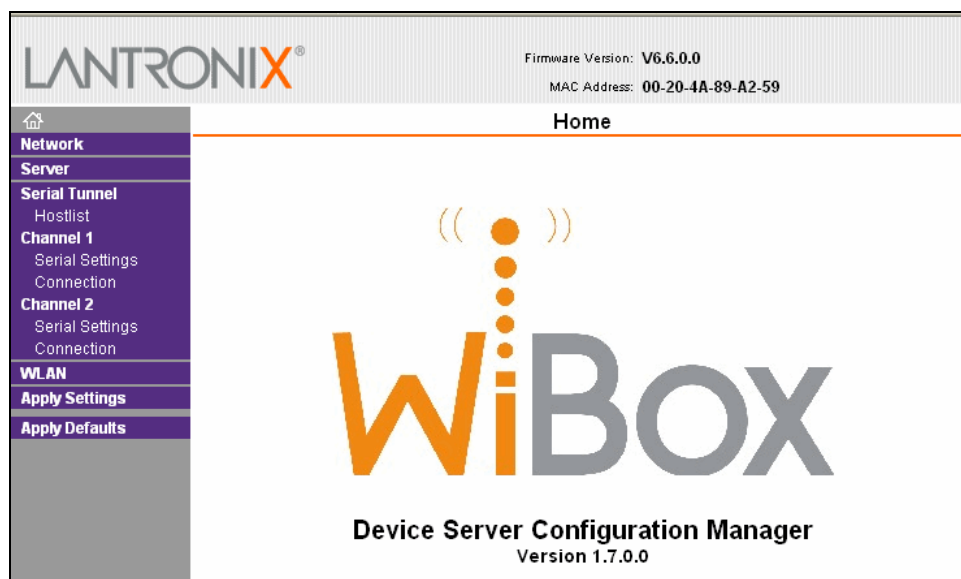 LANTRONIX®
Firmware Version: V6.6.0.0
MAC Address: 00-20-4A-89-A2-59
Home
Network
Server
Serial Tunnel
Hostlist
Channel 1
Serial Settings
Connection
Channel 2
Serial Settings
Connection
WLAN
Apply Settings
Apply Defaults
WiBox
Device Server Configuration Manager
Version 1.7.0.0